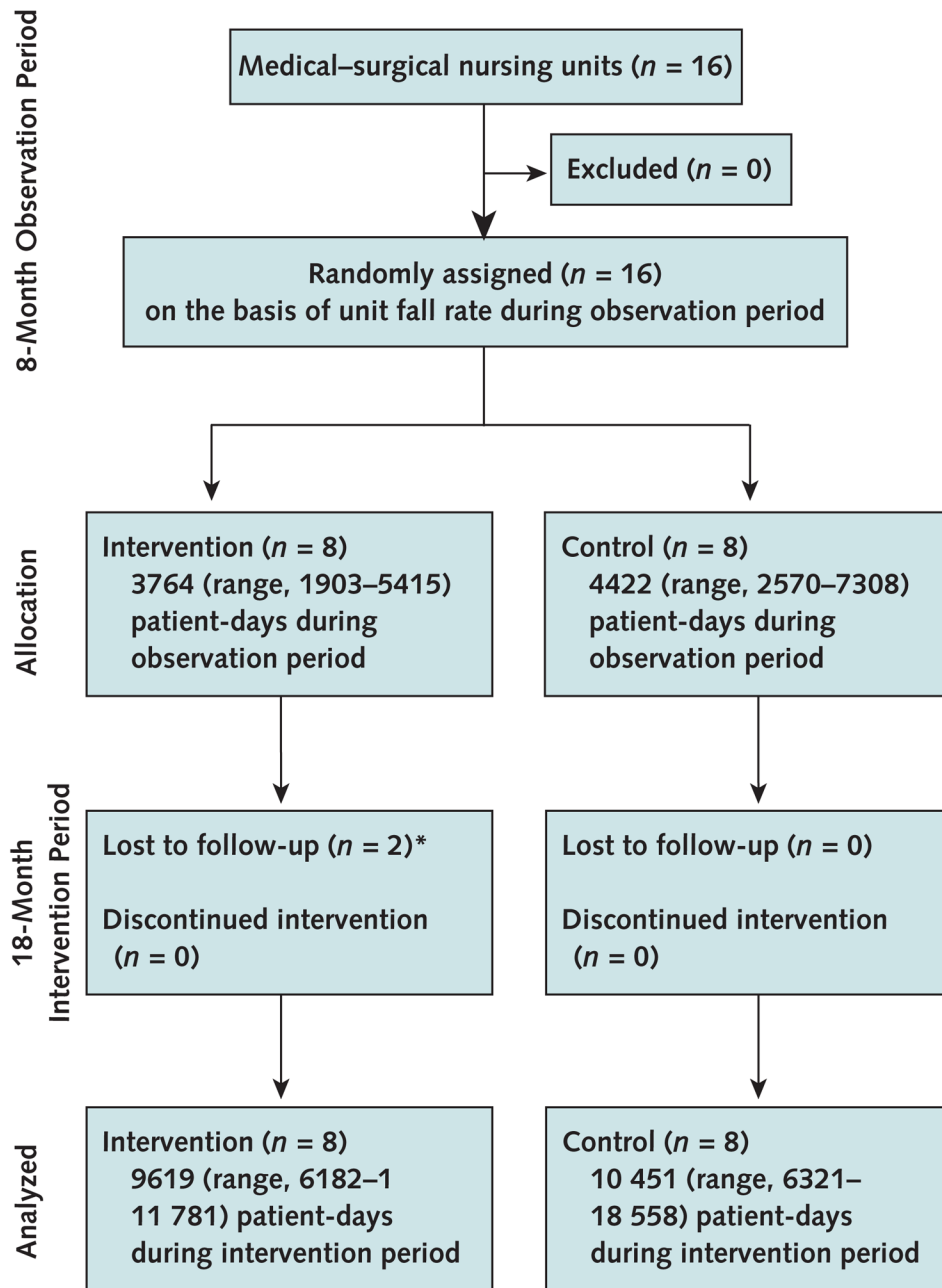 8-Month Observation Period
Medical–surgical nursing units (n = 16)
Excluded (n = 0)
Randomly assigned (n = 16)
on the basis of unit fall rate during observation period
Allocation
Intervention (n = 8)
3764 (range, 1903–5415)
patient-days during
observation period
Control (n = 8)
4422 (range, 2570–7308)
patient-days during
observation period
18-Month
Intervention Period
Lost to follow-up (n = 2)*
Discontinued intervention
(n = 0)
Lost to follow-up (n = 0)
Discontinued intervention
(n = 0)
Analyzed
Intervention (n = 8)
9619 (range, 6182–1
11 781) patient-days
during intervention period
Control (n = 8)
10 451 (range, 6321–
18 558) patient-days
during intervention period